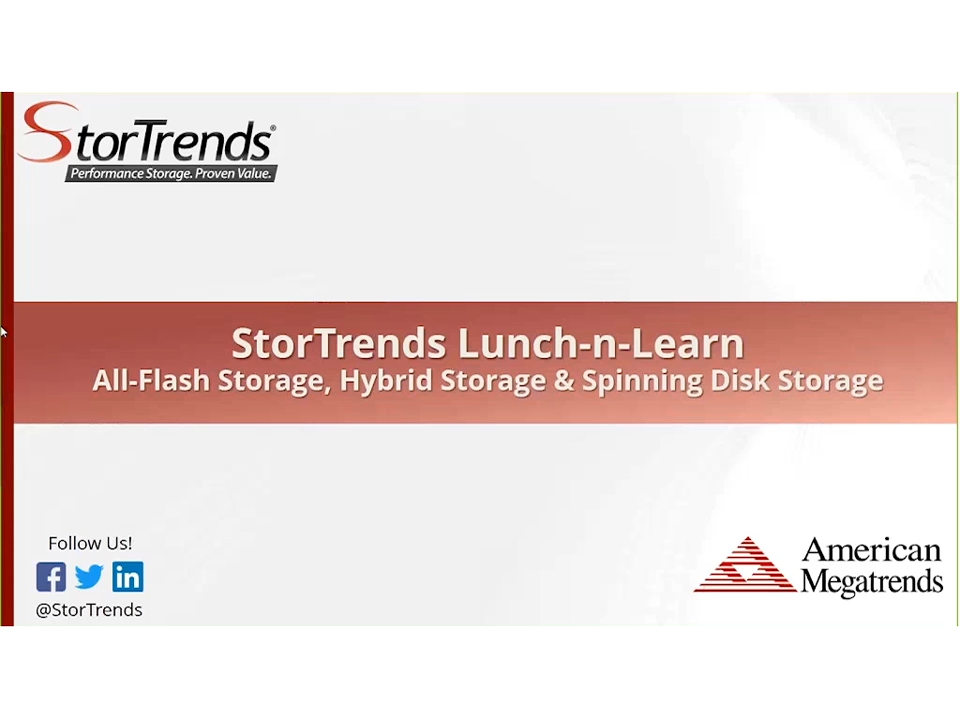 StorTrends®
Performance Storage. Proven Value.
StorTrends Lunch-n-Learn
All-Flash Storage, Hybrid Storage & Spinning Disk Storage
Follow Us!
@StorTrends
American
Megatrends